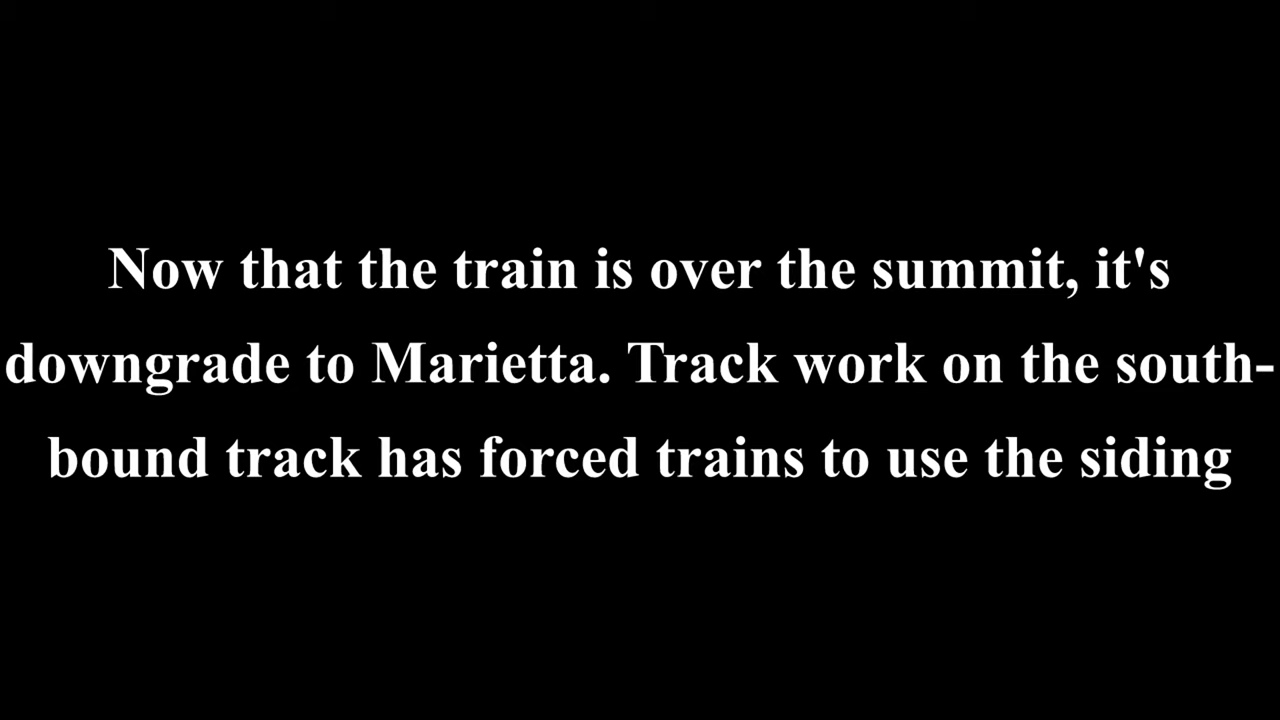 Now that the train is over the summit, it's
downgrade to Marietta. Track work on the south-
bound track has forced trains to use the siding